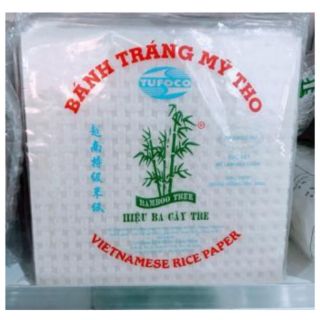 BÁNH TRÁNG MỸ THO
TUFOCO
®
越南特級米紙
BAMBOO TREE
HIỆU BA CÂY TRE
VIETNAMESE RICE PAPER